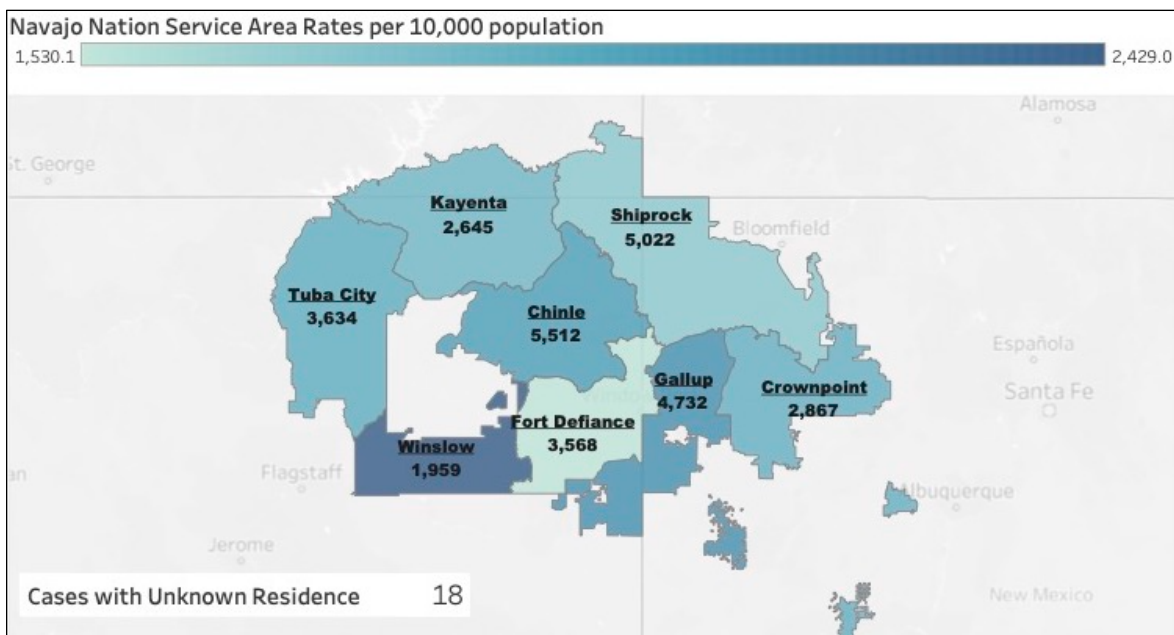 Navajo Nation Service Area Rates per 10,000 population
1,530.1
2,429.0
Alamosa
St. George
Kayenta
2,645
Shiprock
5,022
Bloomfield
Tuba City
3,634
Chinle
5,512
Española
Santa Fe
Gallup
4,732
Crownpoint
2,867
Fort Defiance
3,568
Winslow
1,959
Flagstaff
Albuquerque
Jerome
New Mexico
Cases with Unknown Residence 18